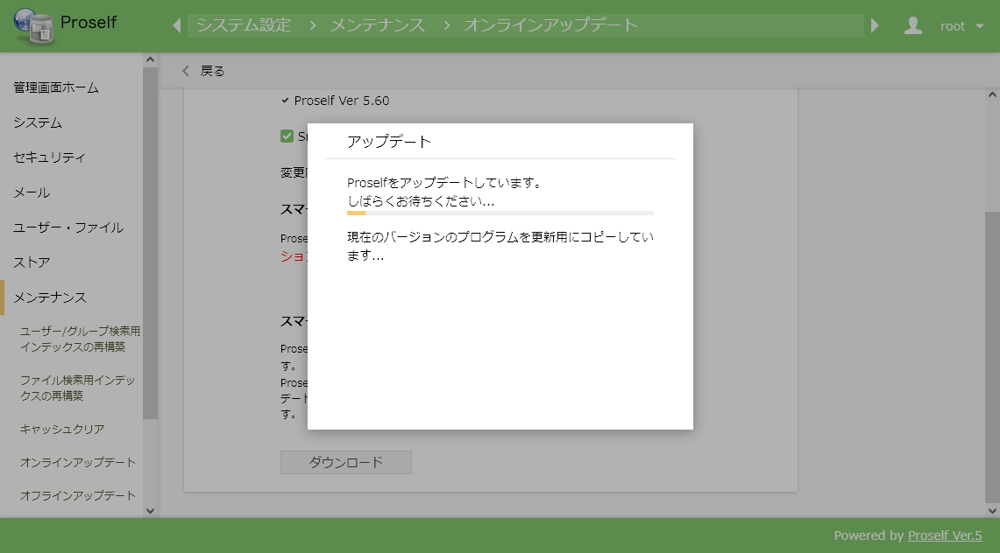 Proself
システム設定 > メンテナンス > オンラインアップデート
root
戻る
管理画面ホーム
システム
セキュリティ
メール
ユーザー・ファイル
ストア
メンテナンス
ユーザー/グループ検索用
インデックスの再構築
ファイル検索用インデッ
クスの再構築
キャッシュクリア
オンラインアップデート
オフラインアップデート
Proself Ver 5.60
変更
スマ
Prose
ショ
スマ
Prose
す。
Prose
デート
す。
アップデート
Proselfをアップデートしています。
しばらくお待ちください...
現在のバージョンのプログラムを更新用にコピーしてい
ます...
ダウンロード
Powered by Proself Ver.5